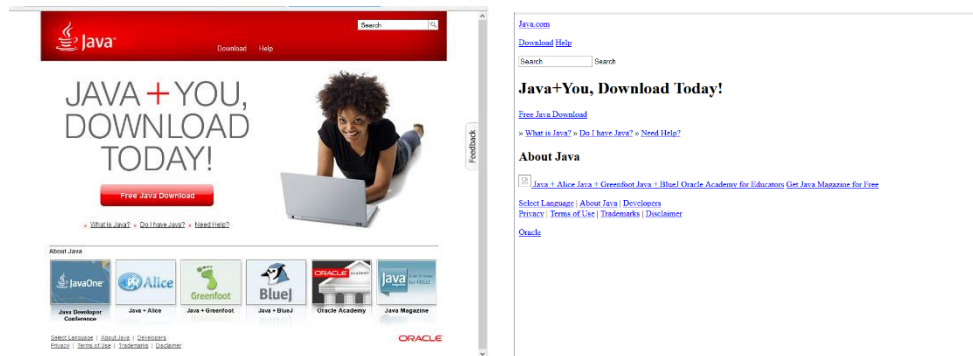 Java
Search
Download Help
JAVA + YOU,
DOWNLOAD
TODAY!
Free Java Download
» What is Java? » Do I have Java? » Need Help?
Feedback
About Java
JavaOne
Alice
Greenfoot
BlueJ
ORACLE ACADEMY
Java
Java Developer
Conference
Java + Alice
Java + Greenfoot
Java + BlueJ
Oracle Academy
Java Magazine
Select Language | About Java | Developers
Privacy | Terms of Use | Trademarks | Disclaimer
ORACLE
Java.com
Download Help
Search Search
Java+You, Download Today!
Free Java Download
» What is Java? » Do I have Java? » Need Help?
About Java
Java + Alice Java + Greenfoot Java + BlueJ Oracle Academy for Educators Get Java Magazine for Free
Select Language | About Java | Developers
Privacy | Terms of Use | Trademarks | Disclaimer
Oracle